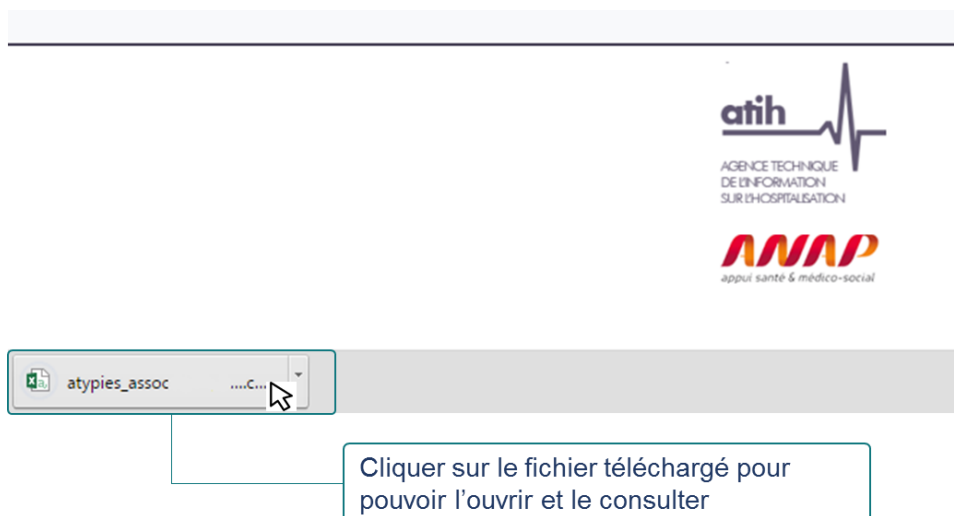 atih
AGENCE TECHNIQUE
DE L'INFORMATION
SUR L'HOSPITALISATION
ANAP
appui santé & médico-social
atypies_assoc ....c...
Cliquer sur le fichier téléchargé pour
pouvoir l’ouvrir et le consulter